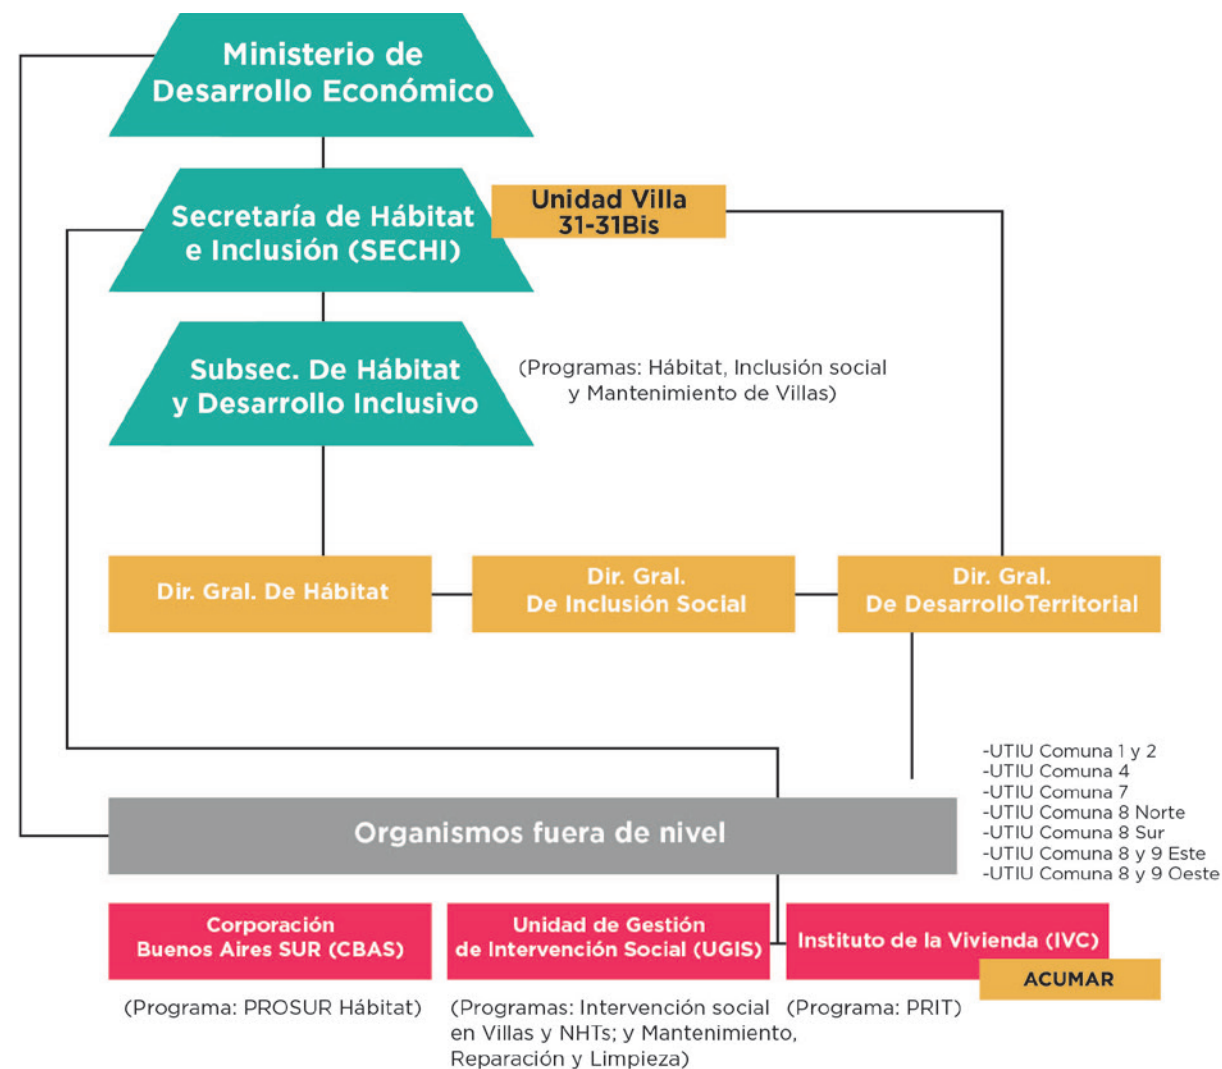 Ministerio de
Desarrollo Económico
Secretaría de Hábitat
e Inclusión (SECHI)
Unidad Villa
31-31Bis
Subsec. De Hábitat
y Desarrollo Inclusivo
(Programas: Hábitat, Inclusión social
y Mantenimiento de Villas)
Dir. Gral. De Hábitat
Dir. Gral.
De Inclusión Social
Dir. Gral.
De DesarrolloTerritorial
-UTIU Comuna 1 y 2
-UTIU Comuna 4
-UTIU Comuna 7
-UTIU Comuna 8 Norte
-UTIU Comuna 8 Sur
-UTIU Comuna 8 y 9 Este
-UTIU Comuna 8 y 9 Oeste
Organismos fuera de nivel
Corporación
Buenos Aires SUR (CBAS)
(Programa: PROSUR Hábitat)
Unidad de Gestión
de Intervención Social (UGIS)
(Programas: Intervención social
en Villas y NHTs; y Mantenimiento,
Reparación y Limpieza)
Instituto de la Vivienda (IVC)
ACUMAR
(Programa: PRIT)